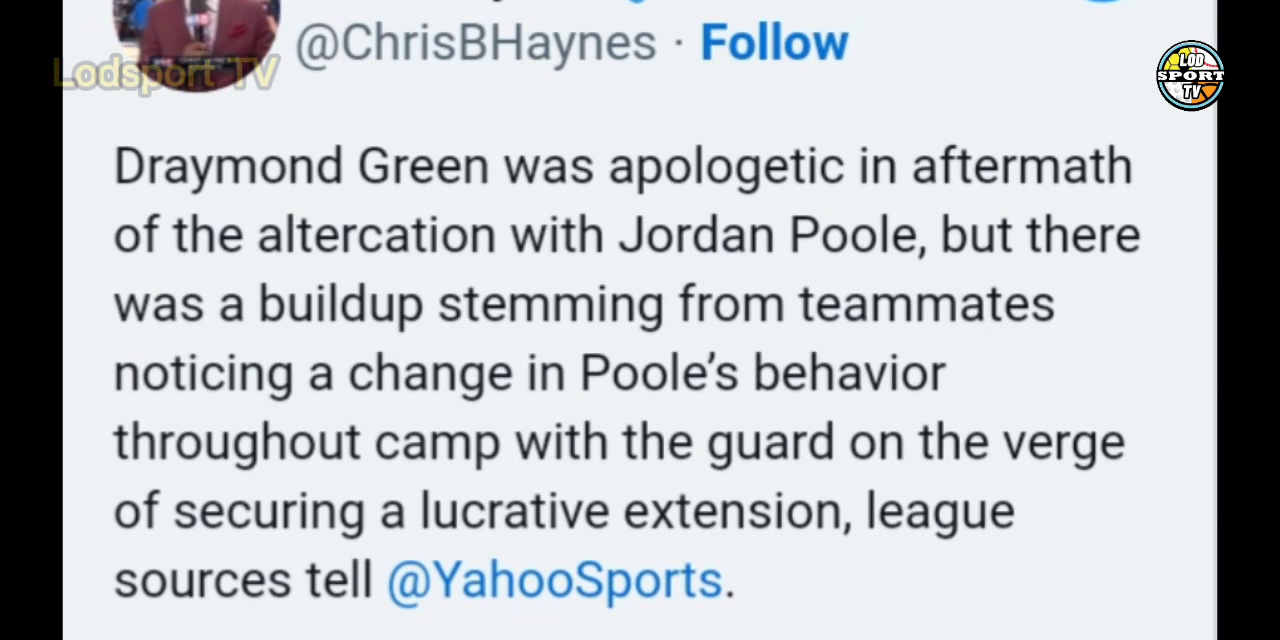 @ChrisBHaynes · Follow
Lodsport TV
LOD
SPORT
TV
Draymond Green was apologetic in aftermath
of the altercation with Jordan Poole, but there
was a buildup stemming from teammates
noticing a change in Poole’s behavior
throughout camp with the guard on the verge
of securing a lucrative extension, league
sources tell @YahooSports.